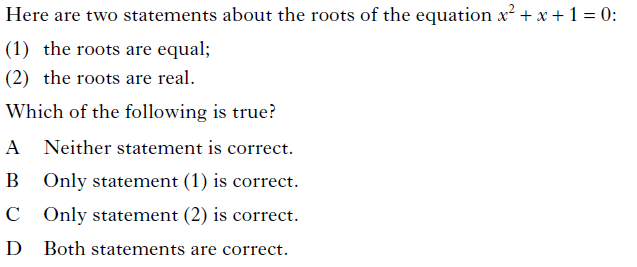 Here are two statements about the roots of the equation x² + x + 1 = 0:
(1) the roots are equal;
(2) the roots are real.
Which of the following is true?
A Neither statement is correct.
B Only statement (1) is correct.
C Only statement (2) is correct.
D Both statements are correct.